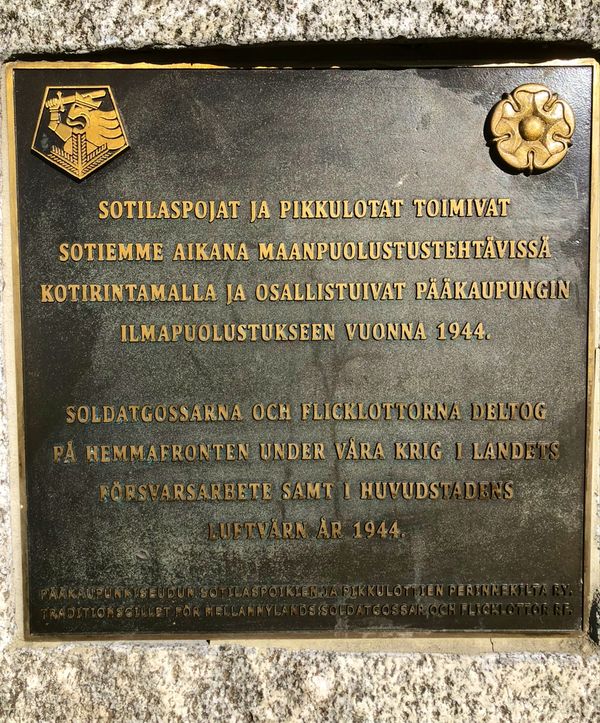 SOTILASPOJAT JA PIKKULOTAT TOIMIVAT
SOTIEMME AIKANA MAANPUOLUSTUSTEHTÄVISSÄ
KOTIRINTAMALLA JA OSALLISTUIVAT PÄÄKAUPUNGIN
ILMAPUOLUSTUKSEEN VUONNA 1944.
SOLDATGOSSARNA OCH FLICKLOTTORNA DELTOG
PÅ HEMMAFRONTEN UNDER VÅRA KRIG I LANDETS
FÖRSVARSARBETE SAMT I HUVUDSTADENS
LUFTVÄRN ÅR 1944.
PÄÄKAUPUNKISEUDUN SOTILASPOIKIEN JA PIKKULOTTIEN PERINNEKILTA RY.
TRADITIONSGILLET FÖR MELLANNYLANDS SOLDATGOSSAR OCH FLICKLOTTOR RF.